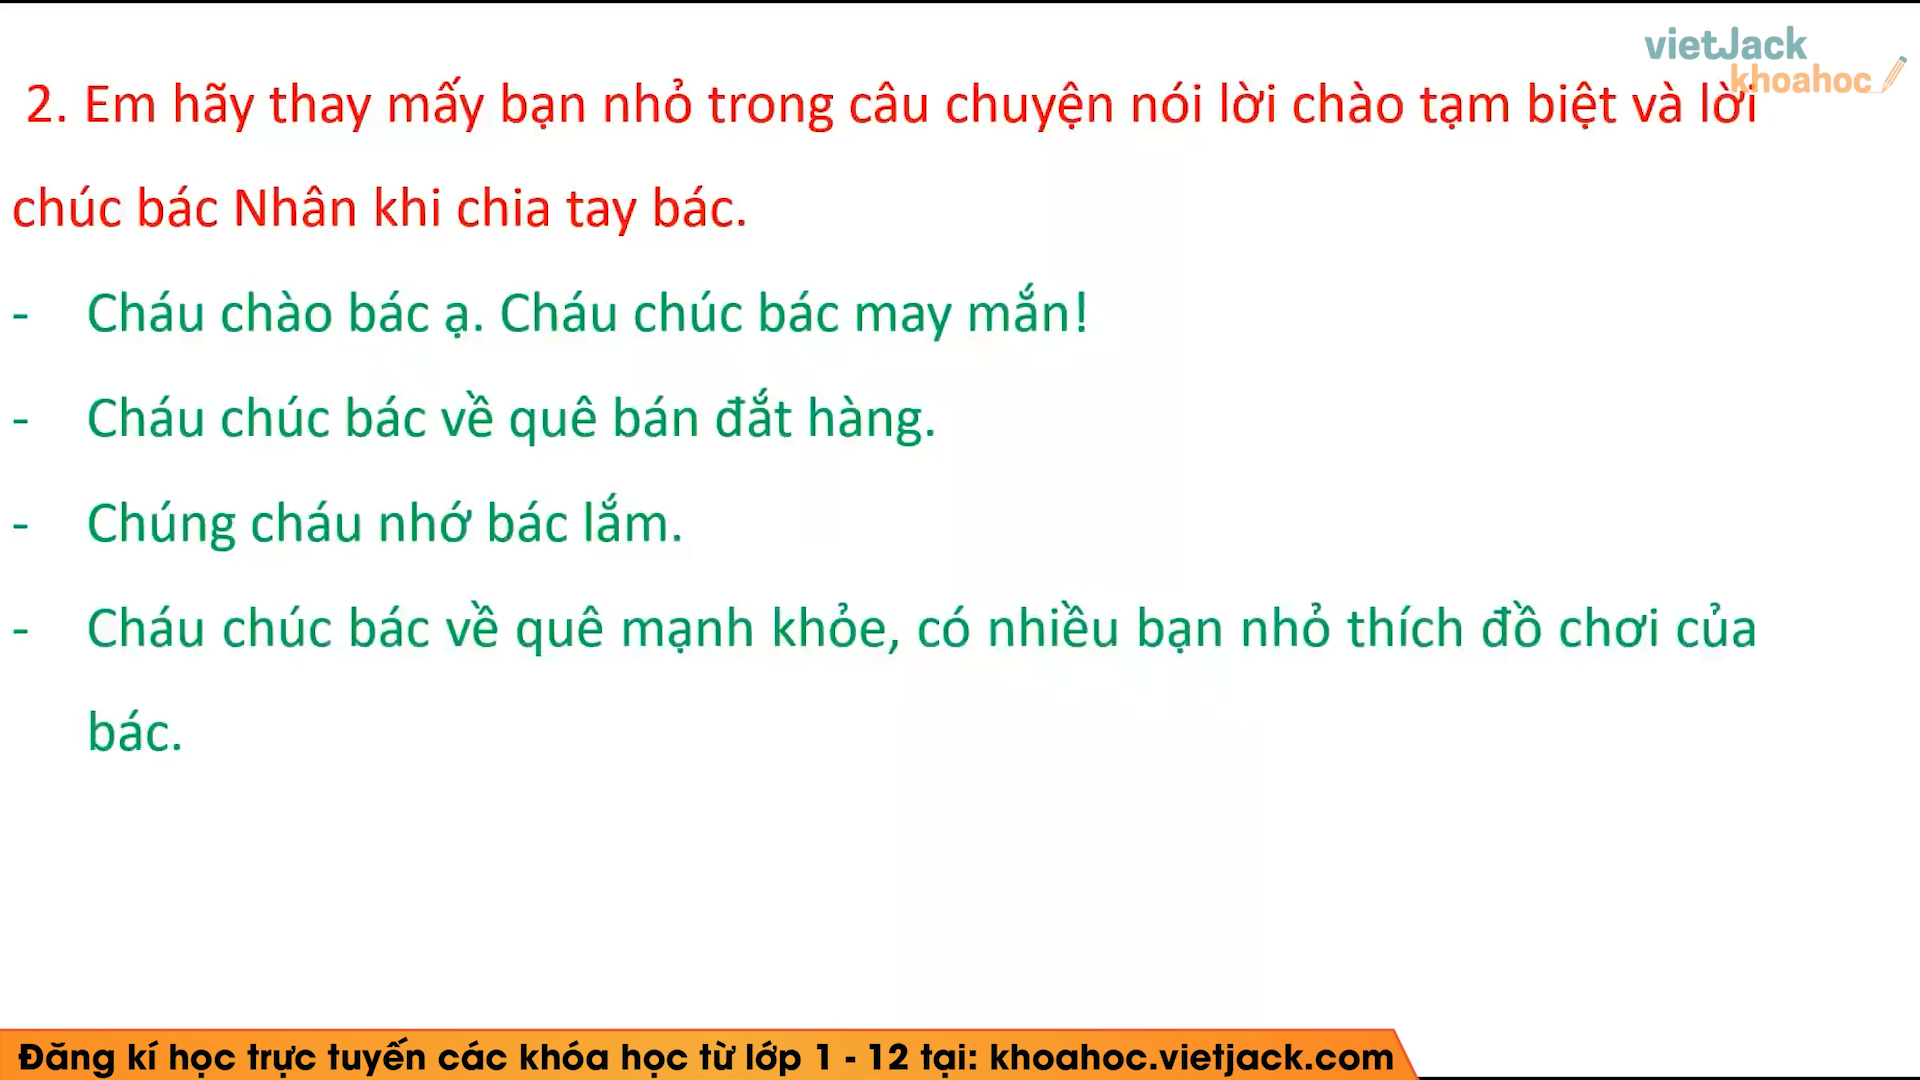 vietJack
khoahoc
2. Em hãy thay mấy bạn nhỏ trong câu chuyện nói lời chào tạm biệt và lời
chúc bác Nhân khi chia tay bác.
- Cháu chào bác ạ. Cháu chúc bác may mắn!
- Cháu chúc bác về quê bán đắt hàng.
- Chúng cháu nhớ bác lắm.
- Cháu chúc bác về quê mạnh khỏe, có nhiều bạn nhỏ thích đồ chơi của
bác.
Đăng kí học trực tuyến các khóa học từ lớp 1 - 12 tại: khoahoc.vietjack.com